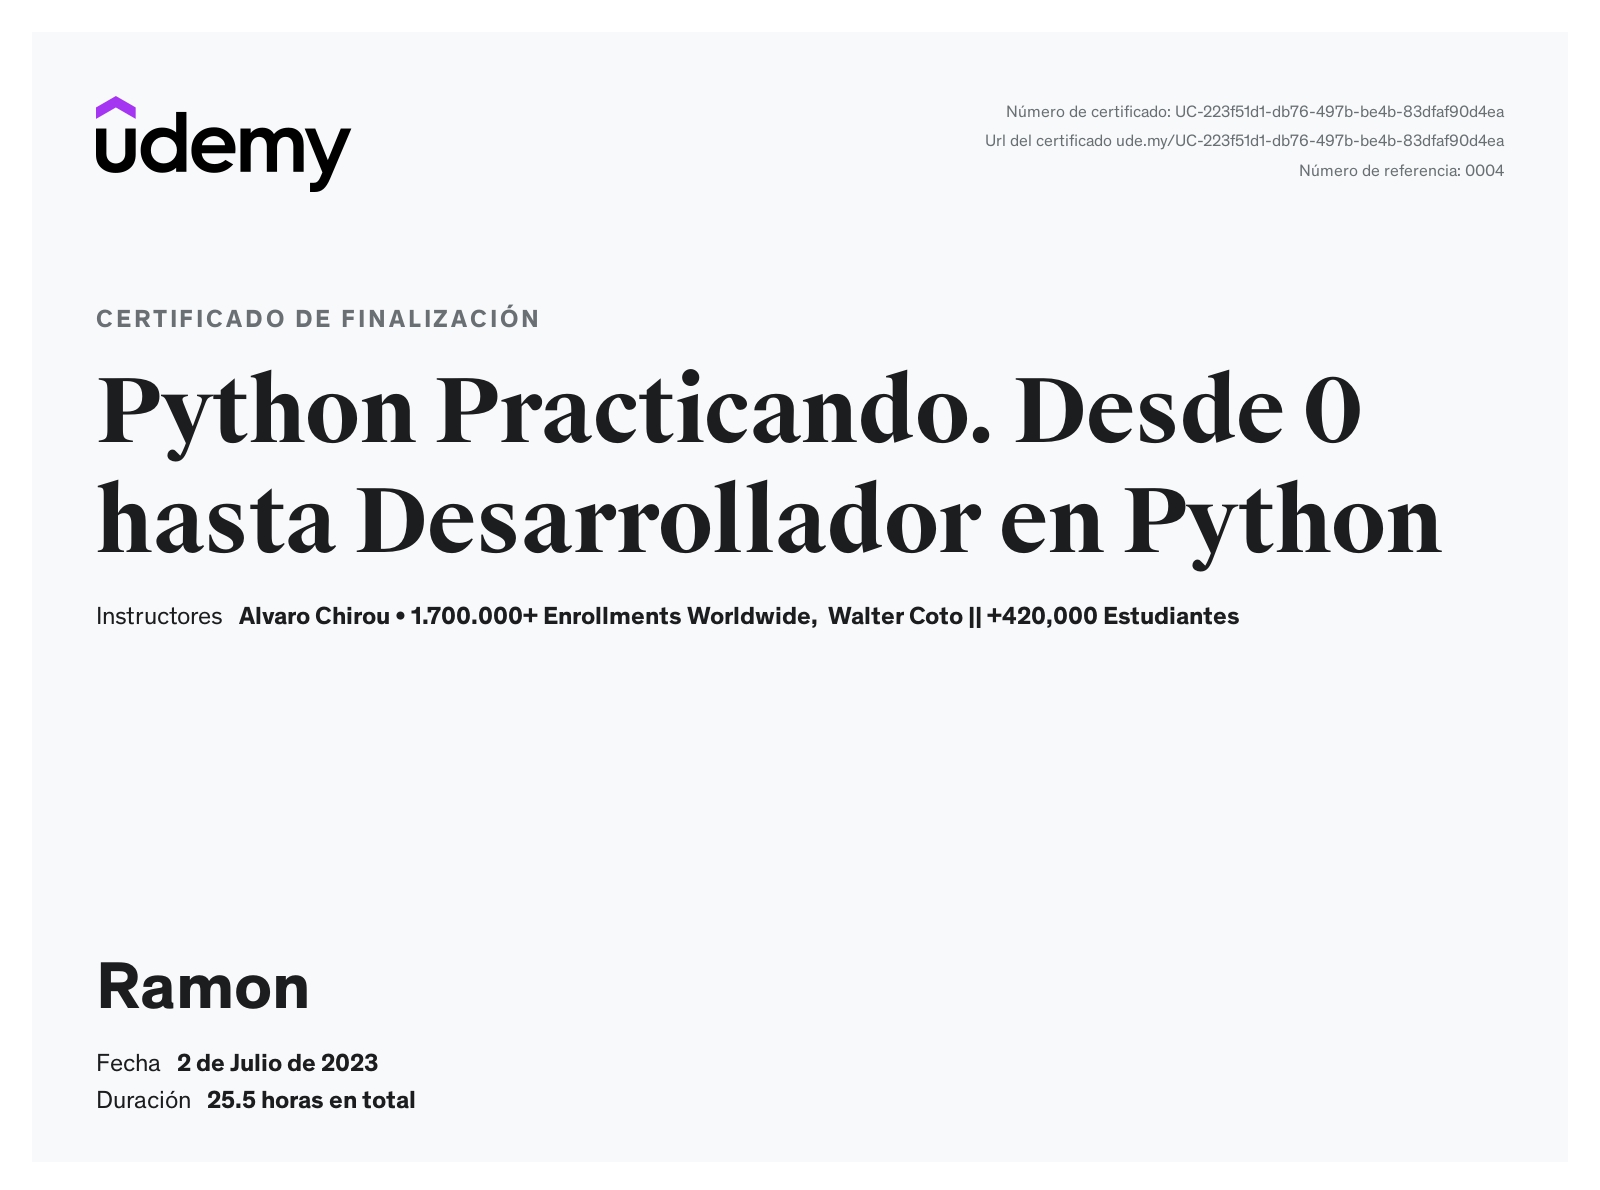 udemy
Número de certificado: UC-223f51d1-db76-497b-be4b-83dfaf90d4ea
Url del certificado ude.my/UC-223f51d1-db76-497b-be4b-83dfaf90d4ea
Número de referencia: 0004
CERTIFICADO DE FINALIZACIÓN
Python Practicando. Desde 0
hasta Desarrollador en Python
Instructores Alvaro Chirou • 1.700.000+ Enrollments Worldwide, Walter Coto || +420,000 Estudiantes
Ramon
Fecha 2 de Julio de 2023
Duración 25.5 horas en total